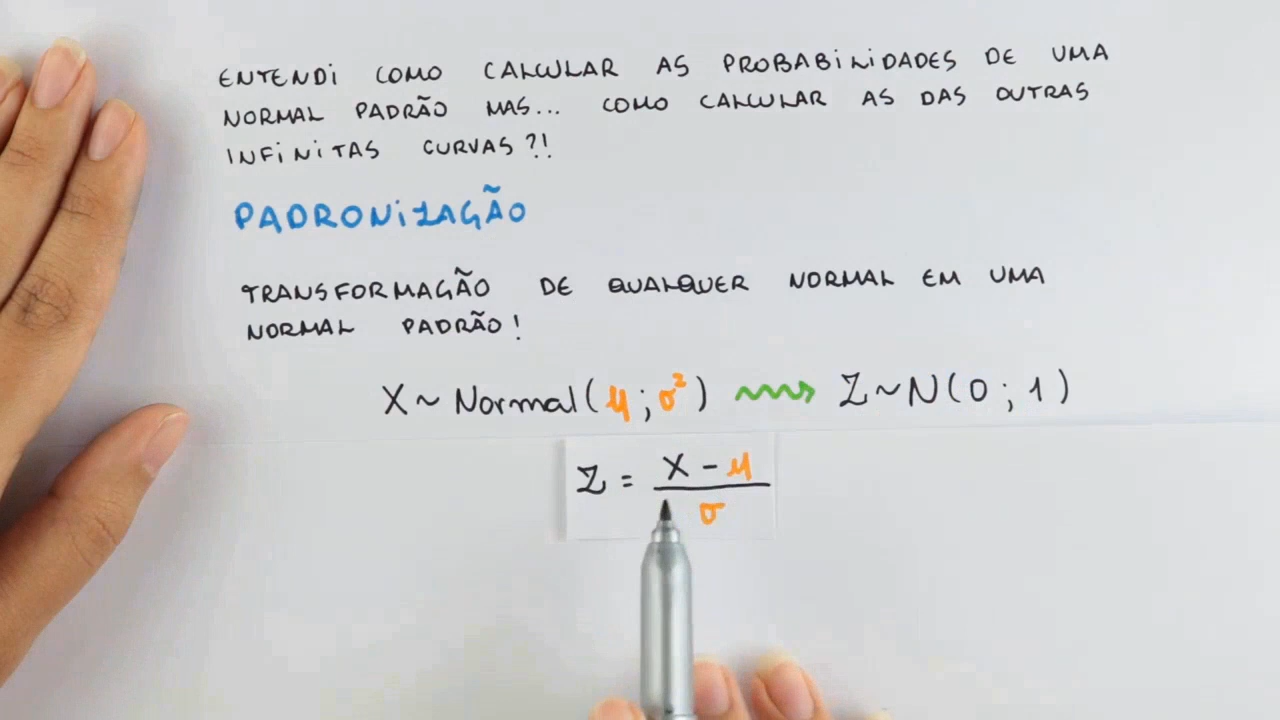 ENTENDI COMO CALCULAR AS PROBABILIDADES DE UMA
NORMAL PADRÃO MAS... COMO CALCULAR AS DAS OUTRAS
INFINITAS CURVAS?!
PADRONIZAÇÃO
TRANSFORMAÇÃO DE QUALQUER NORMAL EM UMA
NORMAL PADRÃO!
X ~ Normal(μ; σ²) ⟿ Z ~ N(0; 1)
Z = X - μ
σ